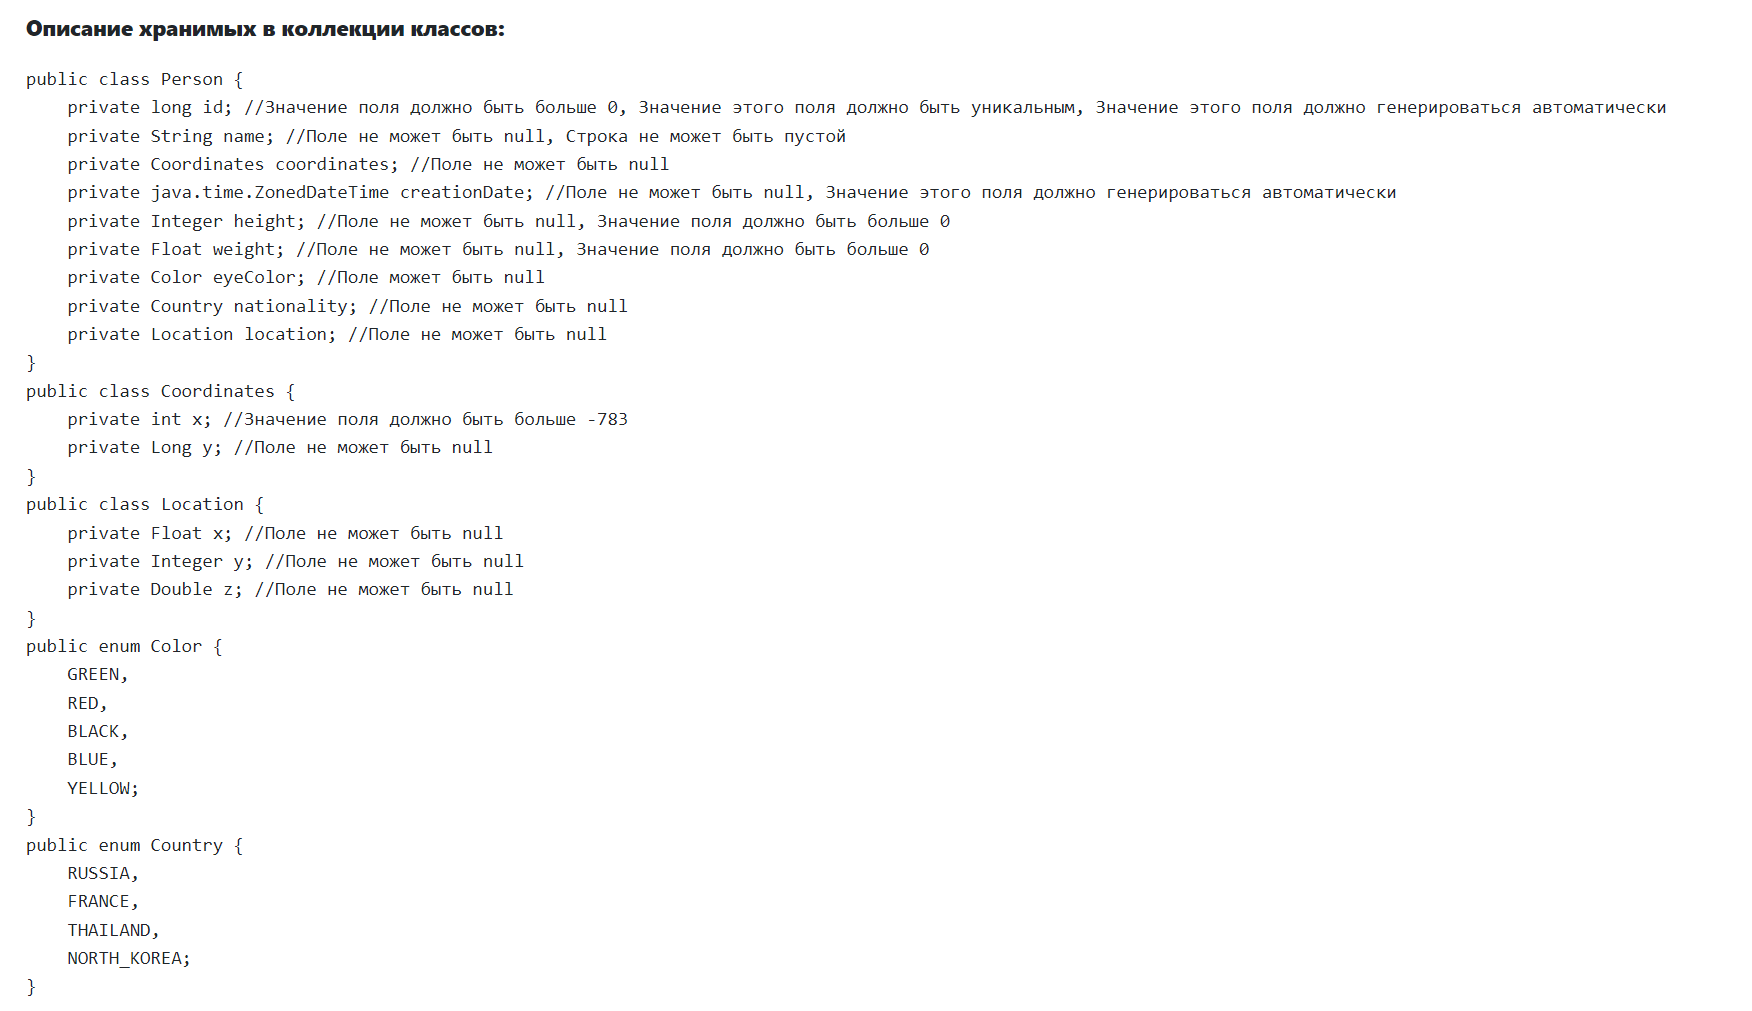 Описание хранимых в коллекции классов:
public class Person {
    private long id; //Значение поля должно быть больше 0, Значение этого поля должно быть уникальным, Значение этого поля должно генерироваться автоматически
    private String name; //Поле не может быть null, Строка не может быть пустой
    private Coordinates coordinates; //Поле не может быть null
    private java.time.ZonedDateTime creationDate; //Поле не может быть null, Значение этого поля должно генерироваться автоматически
    private Integer height; //Поле не может быть null, Значение поля должно быть больше 0
    private Float weight; //Поле не может быть null, Значение поля должно быть больше 0
    private Color eyeColor; //Поле может быть null
    private Country nationality; //Поле не может быть null
    private Location location; //Поле не может быть null
}
public class Coordinates {
    private int x; //Значение поля должно быть больше -783
    private Long y; //Поле не может быть null
}
public class Location {
    private Float x; //Поле не может быть null
    private Integer y; //Поле не может быть null
    private Double z; //Поле не может быть null
}
public enum Color {
    GREEN,
    RED,
    BLACK,
    BLUE,
    YELLOW;
}
public enum Country {
    RUSSIA,
    FRANCE,
    THAILAND,
    NORTH_KOREA;
}